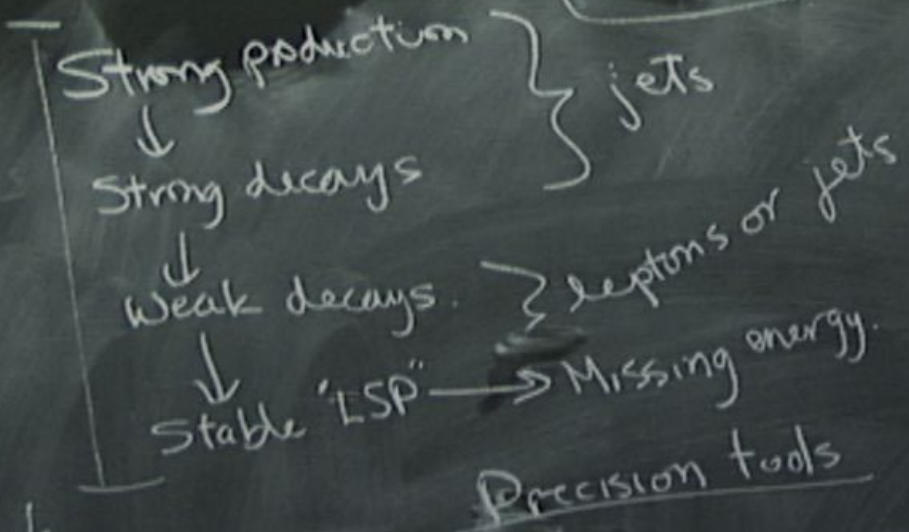 Strong production } jets
↓
Strong decays
↓
Weak decays. } leptons or jets
↓
Stable "LSP" → Missing energy.
Precision tools